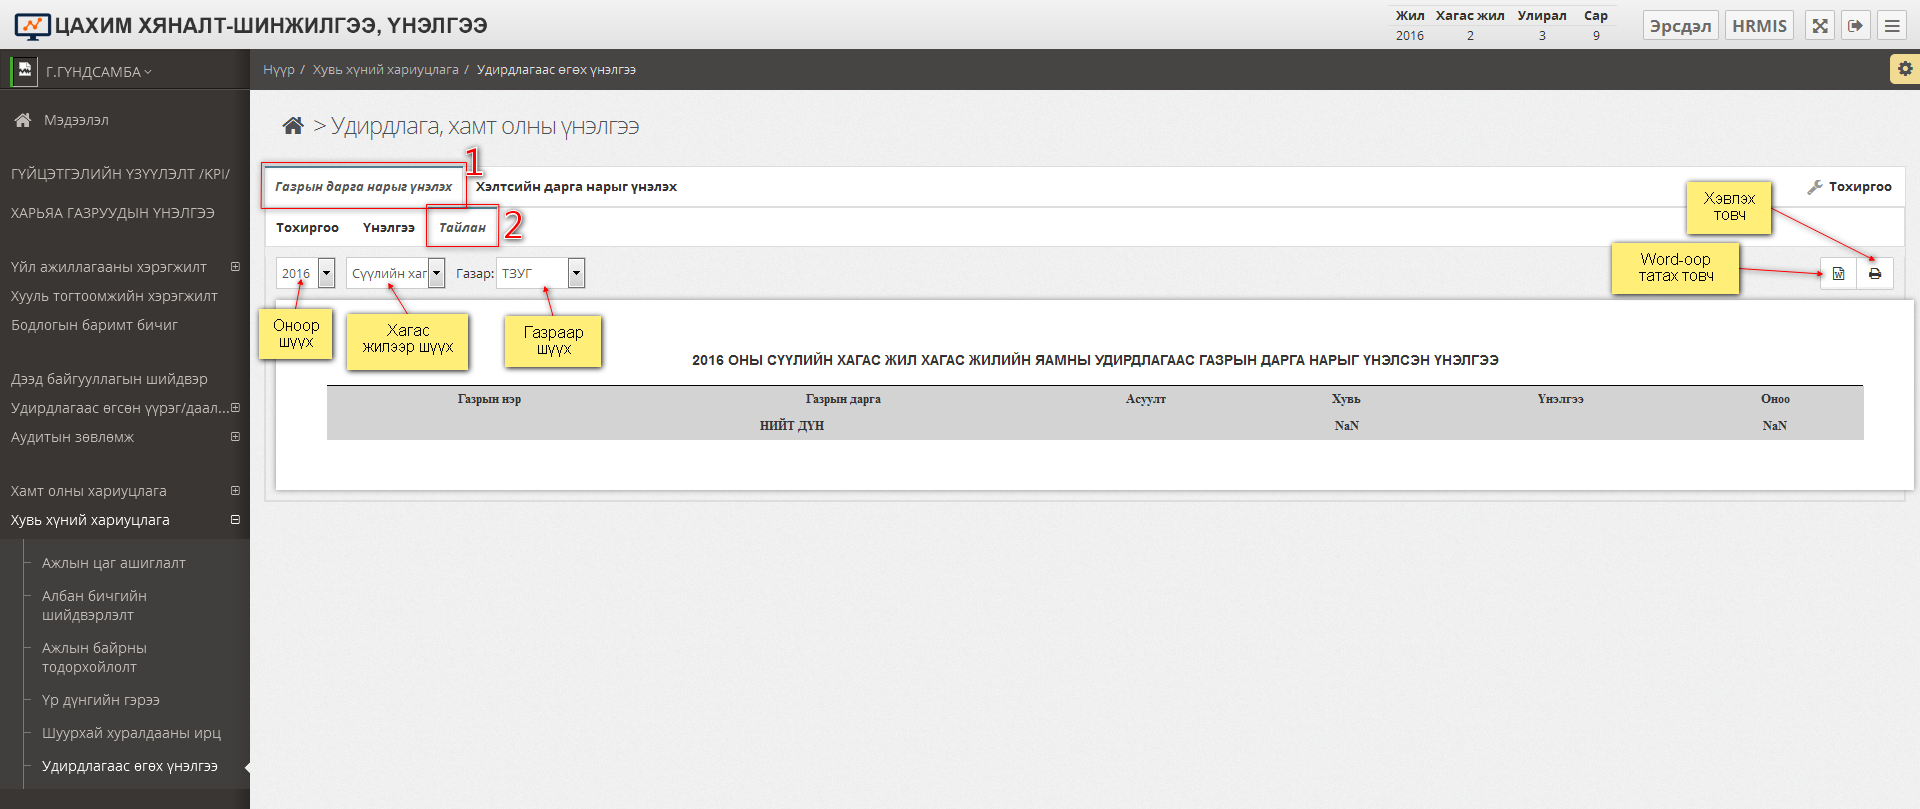 ЦАХИМ ХЯНАЛТ-ШИНЖИЛГЭЭ, ҮНЭЛГЭЭ
Жил Хагас жил Улирал Сар
2016 2 3 9
Эрсдэл
HRMIS
Г.ГҮНДСАМБА
Нүүр / Хувь хүний хариуцлага / Удирдлагаас өгөх үнэлгээ
Мэдээлэл
ГҮЙЦЭТГЭЛИЙН ҮЗҮҮЛЭЛТ /KPI/
ХАРЬЯА ГАЗРУУДЫН ҮНЭЛГЭЭ
Үйл ажиллагааны хэрэгжилт
Хууль тогтоомжийн хэрэгжилт
Бодлогын баримт бичиг
Дээд байгууллагын шийдвэр
Удирдлагаас өгсөн үүрэг/даал...
Аудитын зөвлөмж
Хамт олны хариуцлага
Хувь хүний хариуцлага
Ажлын цаг ашиглалт
Албан бичгийн
шийдвэрлэлт
Ажлын байрны
тодорхойлолт
Үр дүнгийн гэрээ
Шуурхай хуралдааны ирц
Удирдлагаас өгөх үнэлгээ
> Удирдлага, хамт олны үнэлгээ
1
Газрын дарга нарыг үнэлэх
Хэлтсийн дарга нарыг үнэлэх
Тохиргоо
Тохиргоо
Үнэлгээ
Тайлан
2
Хэвлэх
товч
Word-оор
татах товч
2016
Сүүлийн хаг
Газар: ТЗУГ
Оноор
шүүх
Хагас
жилээр шүүх
Газраар
шүүх
2016 ОНЫ СҮҮЛИЙН ХАГАС ЖИЛ ХАГАС ЖИЛИЙН ЯАМНЫ УДИРДЛАГААС ГАЗРЫН ДАРГА НАРЫГ ҮНЭЛСЭН ҮНЭЛГЭЭ
Газрын нэр Газрын дарга Асуулт Хувь Үнэлгээ Оноо
НИЙТ ДҮН NaN NaN